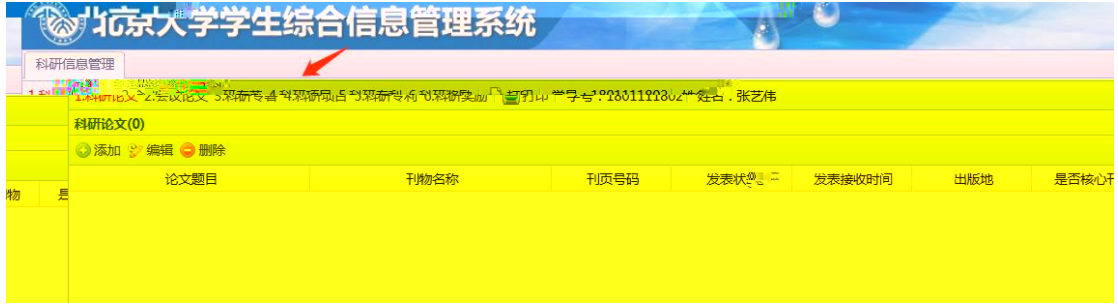 北京大学学生综合信息管理系统
科研信息管理
1.科研论文 2.会议论文 3.科研专著 4.科研项目 5.科研专利 6.科研奖励 打印 学号:1801111802 姓名:张艺伟
科研论文(0)
添加 编辑 删除
物 是 论文题目 刊物名称 刊页号码 发表状 发表接收时间 出版地 是否核心刊